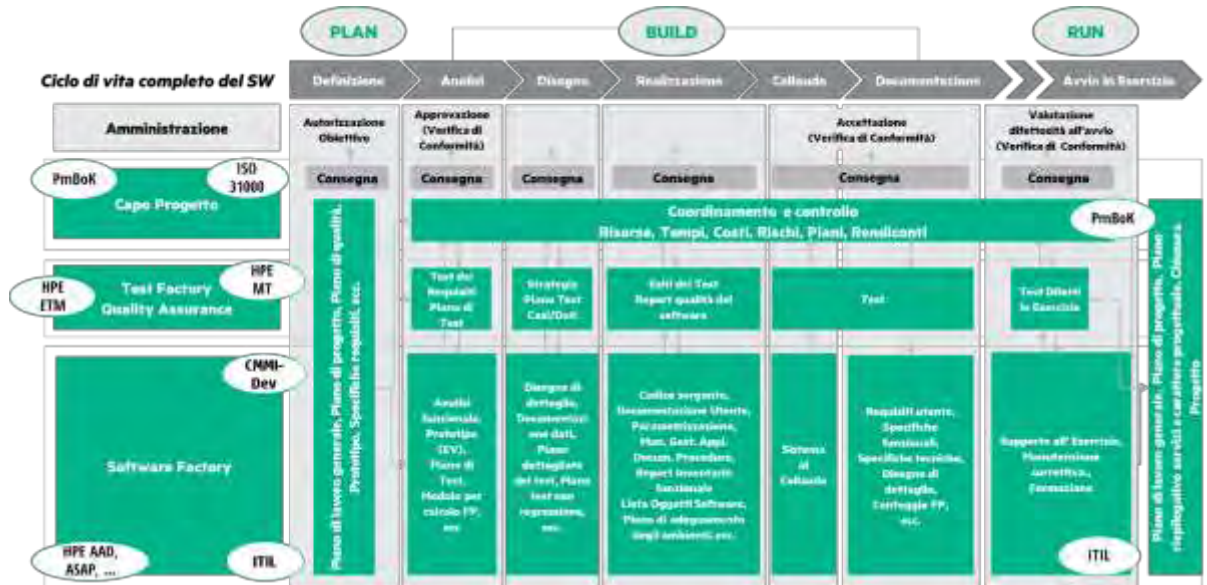 PLAN
BUILD
RUN
Ciclo di vita completo del SW
Definizione
Analisi
Disegno
Realizzazione
Collaudo
Documentazione
Avvio in Esercizio
Amministrazione
Autorizzazione
Obiettivo
Approvazione
(Verifica di
Conformità)
Accettazione
(Verifica di Conformità)
Valutazione
difettosità all'avvio
(Verifica di Conformità)
Consegna
Consegna
Consegna
Consegna
Consegna
Consegna
PmBoK
ISO
31000
Capo Progetto
Coordinamento e controllo
Risorse, Tempi, Costi, Rischi, Piani, Rendiconti
PmBoK
HPE
ETM
HPE
MT
Test Factory
Quality Assurance
Test dei
Requisiti
Piano di
Test
Strategia
Piano Test
Casi/Dati
Esiti dei Test
Report qualità del
software
Test
Test Difetti
in Esercizio
CMMI-
Dev
Software Factory
HPE AAD,
ASAP, ...
ITIL
Piano di lavoro generale, Piano di progetto, Piano di qualità,
Prototipo, Specifiche requisiti, ecc.
Analisi
funzionale,
Prototipo
(EV),
Piano di
Test,
Modulo per
calcolo FP,
ecc
Disegno di
dettaglio,
Documentazi
one dati,
Piano
dettagliato
dei test, Piano
test non
regressione,
ecc.
Codice sorgente,
Documentazione Utente,
Parametrizzazione,
Man. Gest. Appl.
Docum. Procedure,
Report inventario
funzionale
Lista Oggetti Software,
Piano di adeguamento
degli ambienti, ecc.
Sistema
in
Collaudo
Requisiti utente,
Specifiche
funzionali,
Specifiche tecniche,
Disegno di
dettaglio,
Conteggio FP,
ecc.
Supporto all' Esercizio,
Manutenzione
correttiva,
Formazione
ITIL
Piano di lavoro generale, Piano di progetto, Piano
riepilogativo servizi a carattere progettuale, Chiusura
Progetto